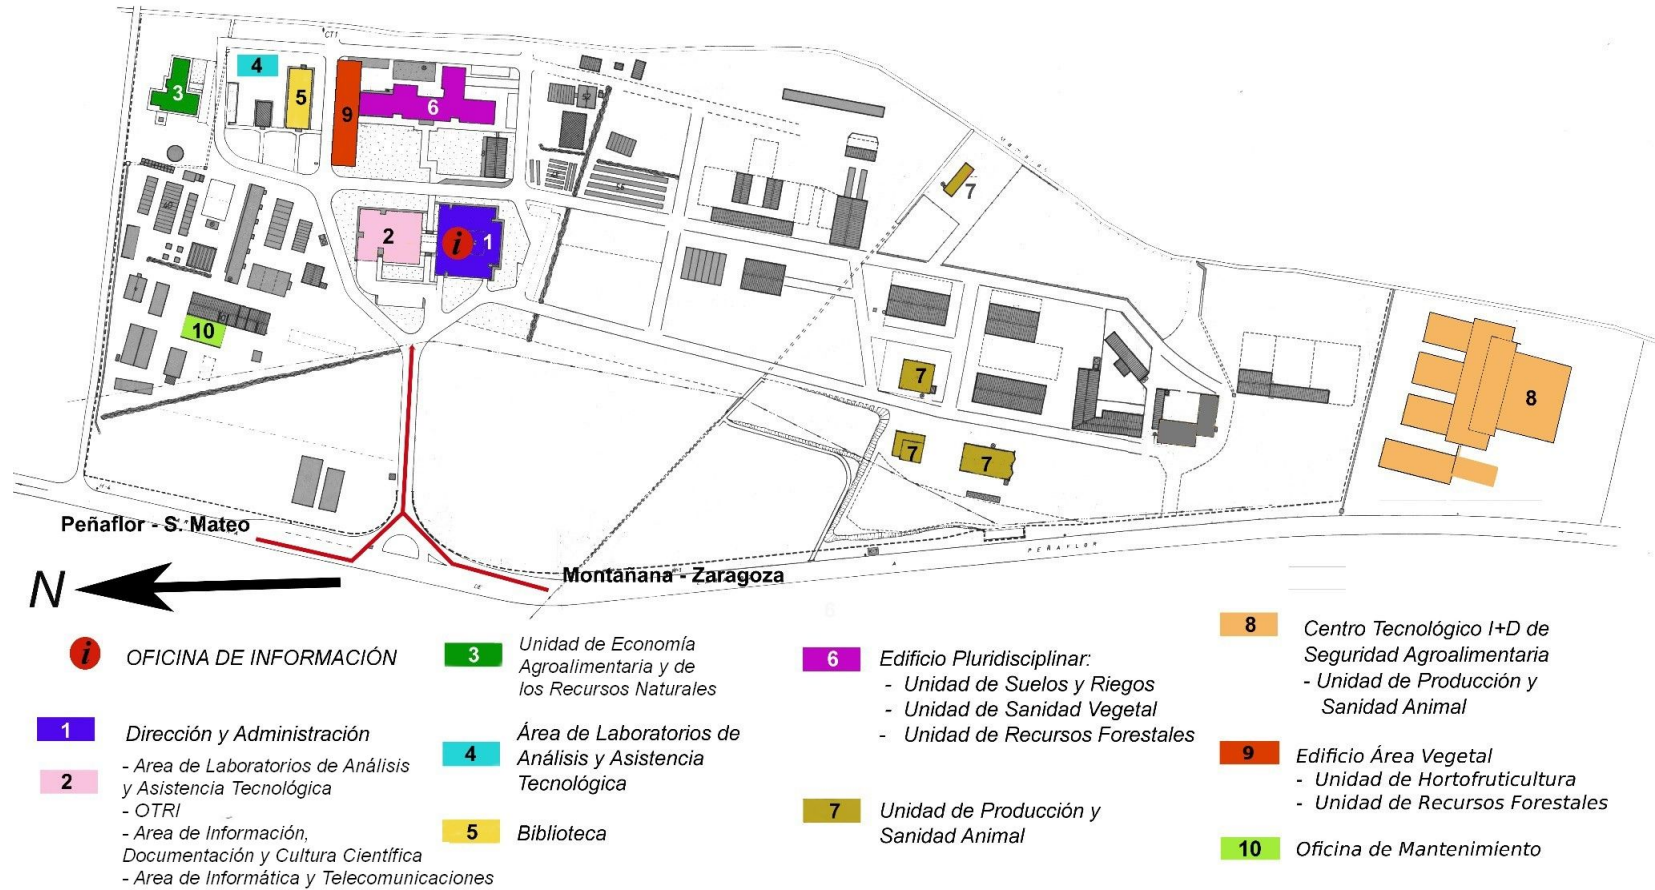 CT1
3
4
5
9
6
7
2
i
1
10
7
8
7
7
Peñaflor - S. Mateo
PEÑAFLOR
Montañana - Zaragoza
N
i OFICINA DE INFORMACIÓN
1 Dirección y Administración
2 - Area de Laboratorios de Análisis
y Asistencia Tecnológica
- OTRI
- Area de Información,
Documentación y Cultura Científica
- Area de Informática y Telecomunicaciones
3 Unidad de Economía
Agroalimentaria y de
los Recursos Naturales
4 Área de Laboratorios de
Análisis y Asistencia
Tecnológica
5 Biblioteca
6 Edificio Pluridisciplinar:
- Unidad de Suelos y Riegos
- Unidad de Sanidad Vegetal
- Unidad de Recursos Forestales
7 Unidad de Producción y
Sanidad Animal
8 Centro Tecnológico I+D de
Seguridad Agroalimentaria
- Unidad de Producción y
Sanidad Animal
9 Edificio Área Vegetal
- Unidad de Hortofruticultura
- Unidad de Recursos Forestales
10 Oficina de Mantenimiento